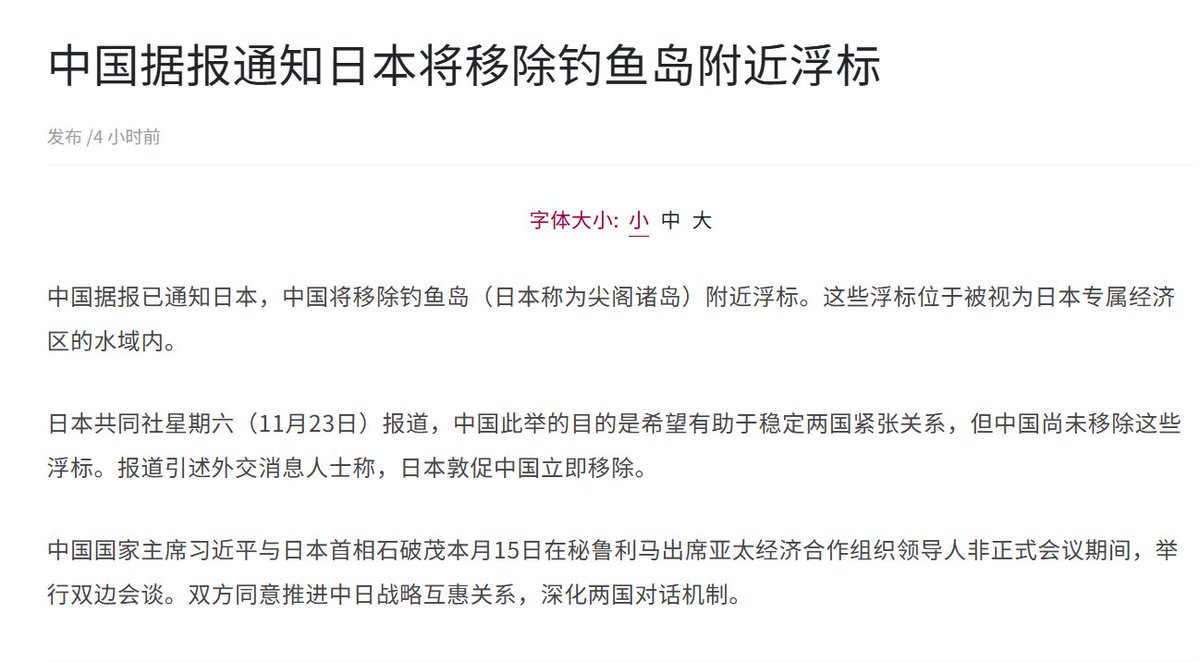 中国据报通知日本将移除钓鱼岛附近浮标
发布 /4 小时前
字体大小: 小 中 大
中国据报已通知日本，中国将移除钓鱼岛（日本称为尖阁诸岛）附近浮标。这些浮标位于被视为日本专属经济
区的水域内。
日本共同社星期六（11月23日）报道，中国此举的目的是希望有助于稳定两国紧张关系，但中国尚未移除这些
浮标。报道引述外交消息人士称，日本敦促中国立即移除。
中国国家主席习近平与日本首相石破茂本月15日在秘鲁利马出席亚太经济合作组织领导人非正式会议期间，举
行双边会谈。双方同意推进中日战略互惠关系，深化两国对话机制。